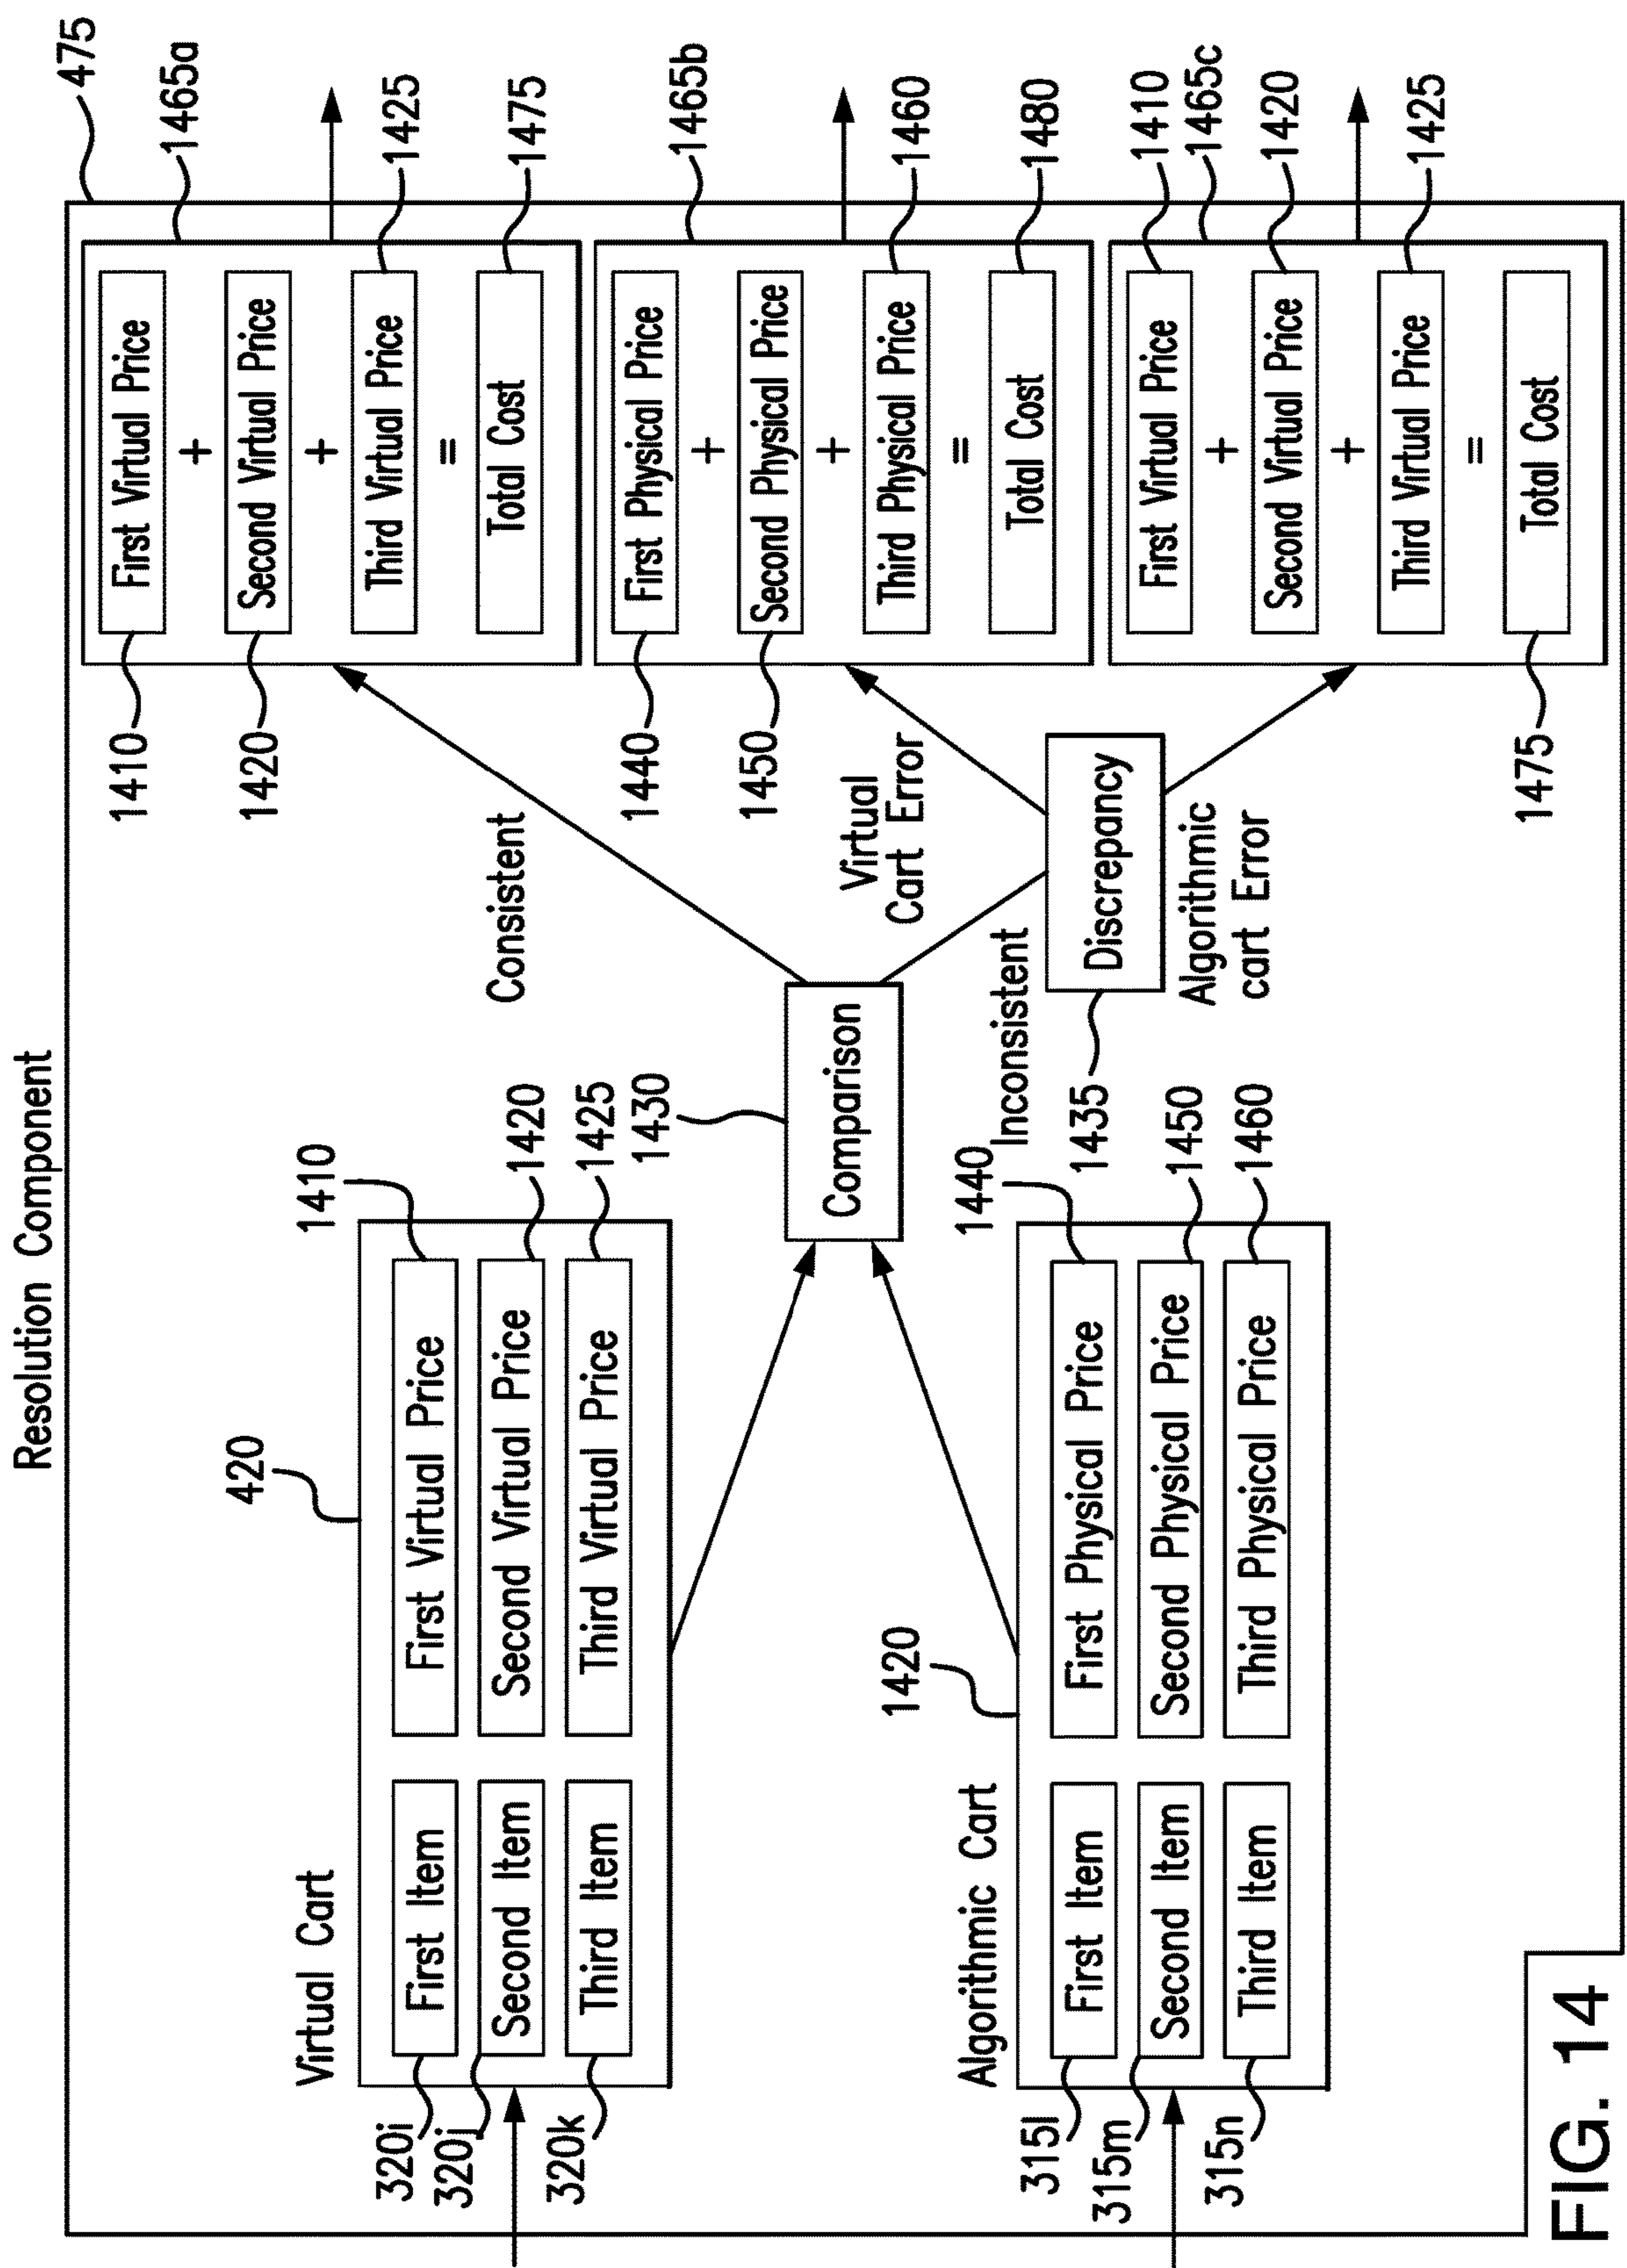 Resolution Component
475
Virtual Cart
420
320i
First Item
First Virtual Price
1410
320j
Second Item
Second Virtual Price
1420
320k
Third Item
Third Virtual Price
1425
Algorithmic Cart
1420
315l
First Item
First Physical Price
1440
315m
Second Item
Second Physical Price
1450
315n
Third Item
Third Physical Price
1460
1430
Comparison
Consistent
Inconsistent
1435
Discrepancy
Virtual
Cart Error
Algorithmic
cart Error
1465a
1410
First Virtual Price
+
1420
Second Virtual Price
+
Third Virtual Price
1425
=
Total Cost
1475
1465b
1440
First Physical Price
+
1450
Second Physical Price
+
Third Physical Price
1460
=
Total Cost
1480
First Virtual Price
1410
1465c
+
Second Virtual Price
1420
+
Third Virtual Price
1425
=
1475
Total Cost
FIG. 14